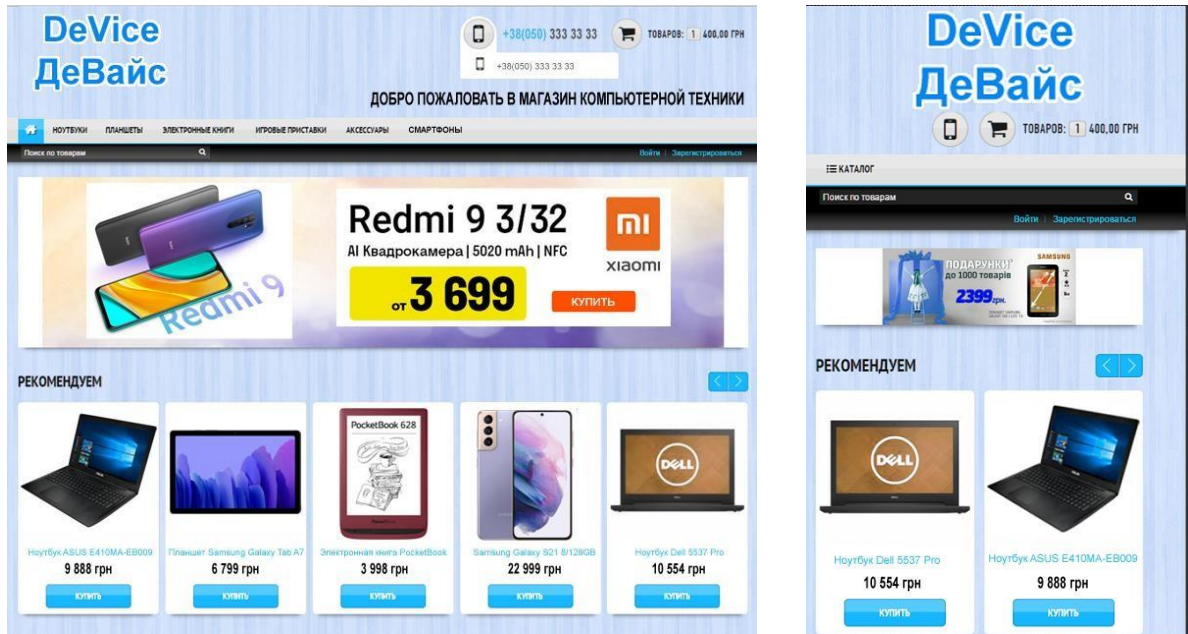 DeVice
ДеВайс
+38(050) 333 33 33
ТОВАРОВ: 1 400,00 ГРН
+38(050) 333 33 33
ДОБРО ПОЖАЛОВАТЬ В МАГАЗИН КОМПЬЮТЕРНОЙ ТЕХНИКИ
НОУТБУКИ ПЛАНШЕТЫ ЭЛЕКТРОННЫЕ КНИГИ ИГРОВЫЕ ПРИСТАВКИ АКСЕССУАРЫ СМАРТФОНЫ
Поиск по товарам
Войти | Зарегистрироваться
Redmi 9
Redmi 9 3/32
AI Квадрокамера | 5020 mAh | NFC
от 3 699
КУПИТЬ
xiaomi
РЕКОМЕНДУЕМ
PocketBook 628
Ноутбук ASUS E410MA-EB009
9 888 грн
КУПИТЬ
Планшет Samsung Galaxy Tab A7
6 799 грн
КУПИТЬ
Электронная книга PocketBook
3 998 грн
КУПИТЬ
Samsung Galaxy S21 8/128GB
22 999 грн
КУПИТЬ
DELL
Ноутбук Dell 5537 Pro
10 554 грн
КУПИТЬ
DeVice
ДеВайс
ТОВАРОВ: 1 400,00 ГРН
КАТАЛОГ
Поиск по товарам
Войти | Зарегистрироваться
ПОДАРУНКИ*
до 1000 товарів
2399 грн.
SAMSUNG
РЕКОМЕНДУЕМ
DELL
Ноутбук Dell 5537 Pro
10 554 грн
КУПИТЬ
Ноутбук ASUS E410MA-EB009
9 888 грн
КУПИТЬ